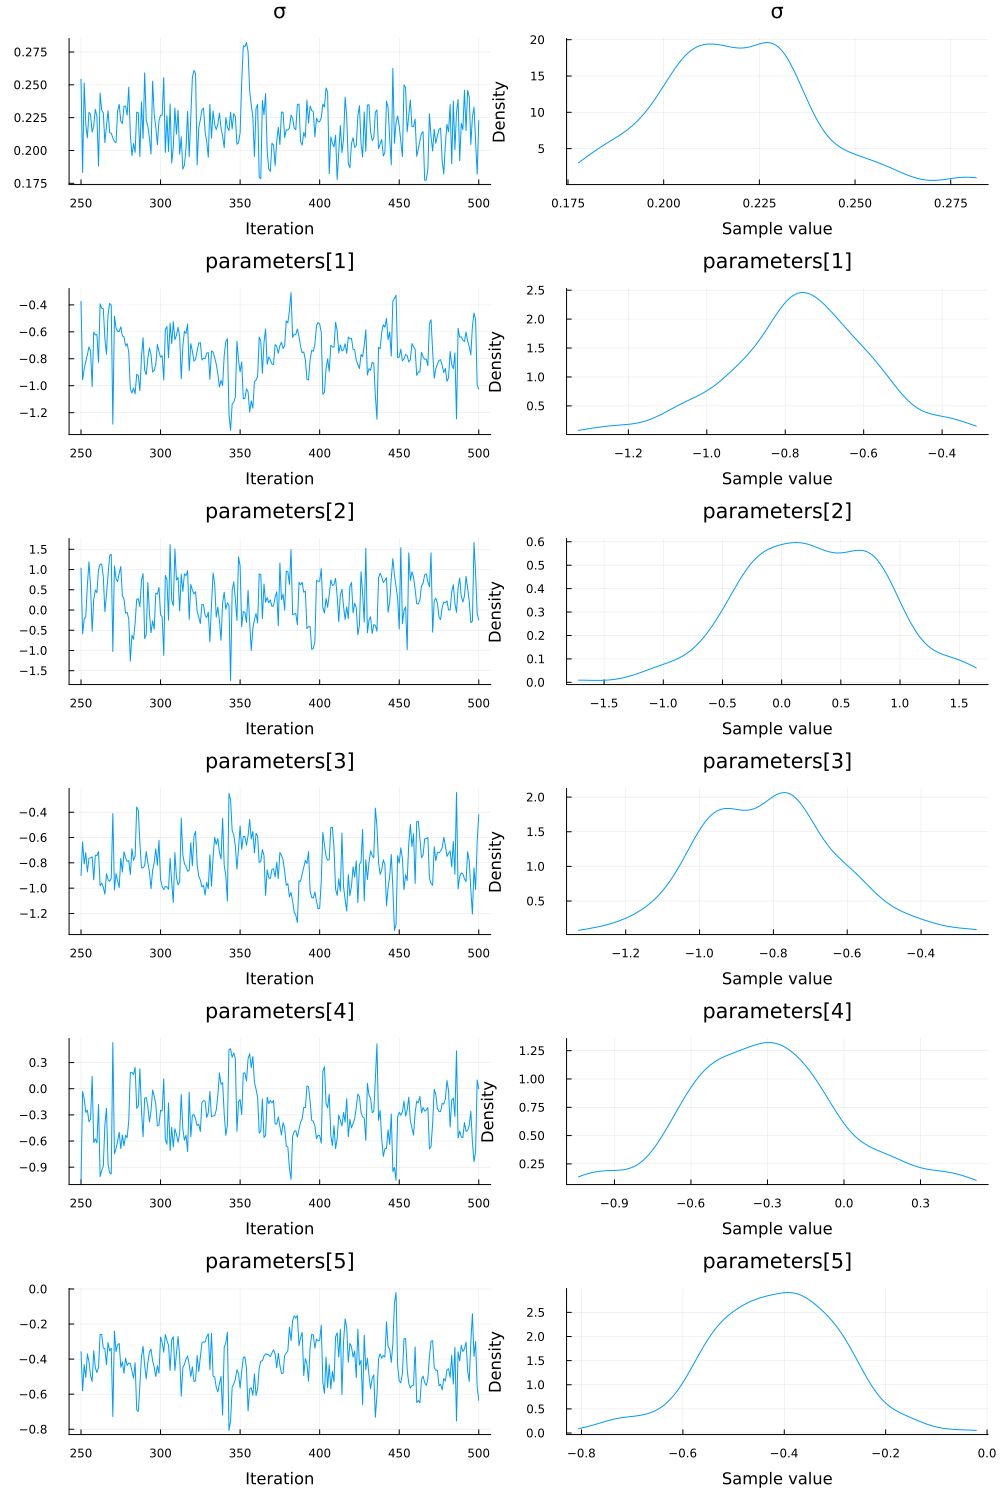 σ
σ
0.275
0.250
0.225
0.200
0.175
250 300 350 400 450 500
Iteration
Density
20
15
10
5
0.175 0.200 0.225 0.250 0.275
Sample value
parameters[1]
parameters[1]
−0.4
−0.6
−0.8
−1.0
−1.2
250 300 350 400 450 500
Iteration
Density
2.5
2.0
1.5
1.0
0.5
−1.2 −1.0 −0.8 −0.6 −0.4
Sample value
parameters[2]
parameters[2]
1.5
1.0
0.5
0.0
−0.5
−1.0
−1.5
250 300 350 400 450 500
Iteration
Density
0.6
0.5
0.4
0.3
0.2
0.1
0.0
−1.5 −1.0 −0.5 0.0 0.5 1.0 1.5
Sample value
parameters[3]
parameters[3]
−0.4
−0.6
−0.8
−1.0
−1.2
250 300 350 400 450 500
Iteration
Density
2.0
1.5
1.0
0.5
−1.2 −1.0 −0.8 −0.6 −0.4
Sample value
parameters[4]
parameters[4]
0.3
0.0
−0.3
−0.6
−0.9
250 300 350 400 450 500
Iteration
Density
1.25
1.00
0.75
0.50
0.25
−0.9 −0.6 −0.3 0.0 0.3
Sample value
parameters[5]
parameters[5]
0.0
−0.2
−0.4
−0.6
−0.8
250 300 350 400 450 500
Iteration
Density
2.5
2.0
1.5
1.0
0.5
0.0
−0.8 −0.6 −0.4 −0.2 0.0
Sample value